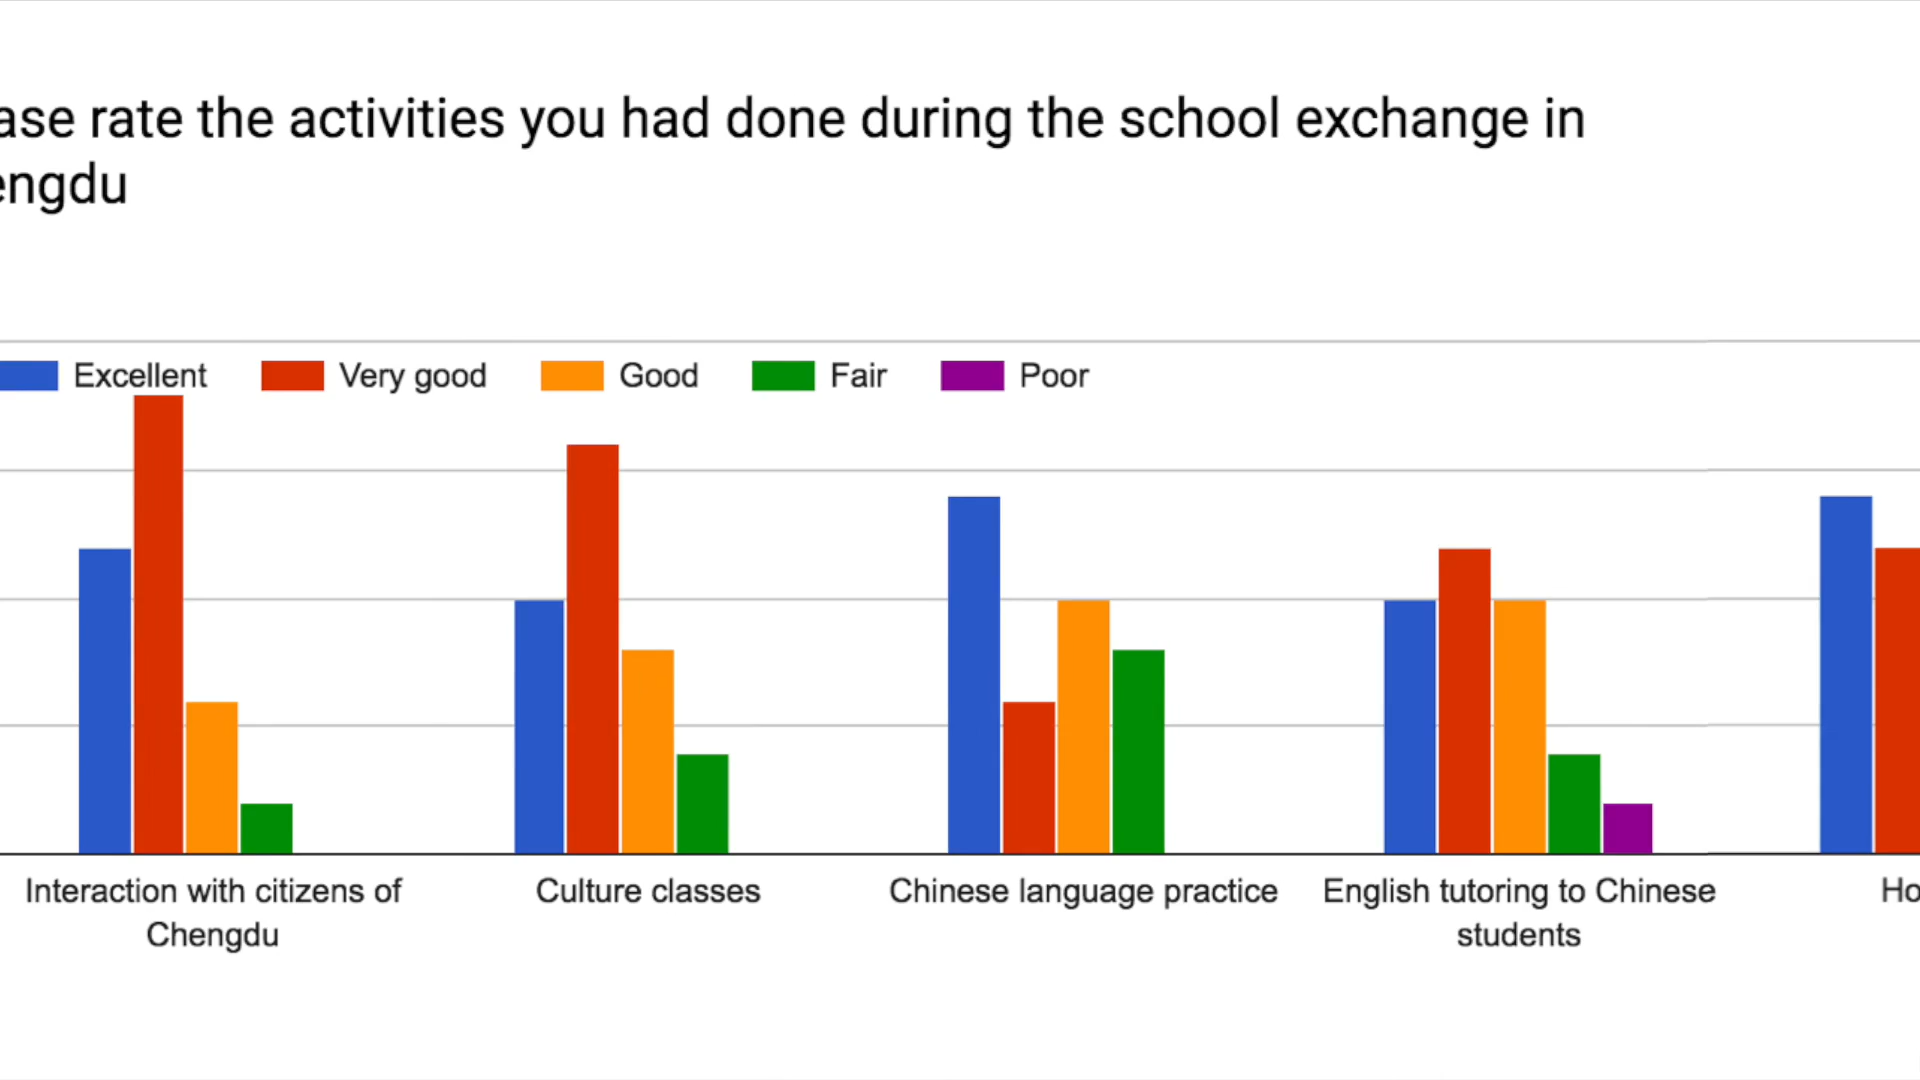 ase rate the activities you had done during the school exchange in
engdu
Excellent Very good Good Fair Poor
Interaction with citizens of
Chengdu
Culture classes
Chinese language practice
English tutoring to Chinese
students
Ho